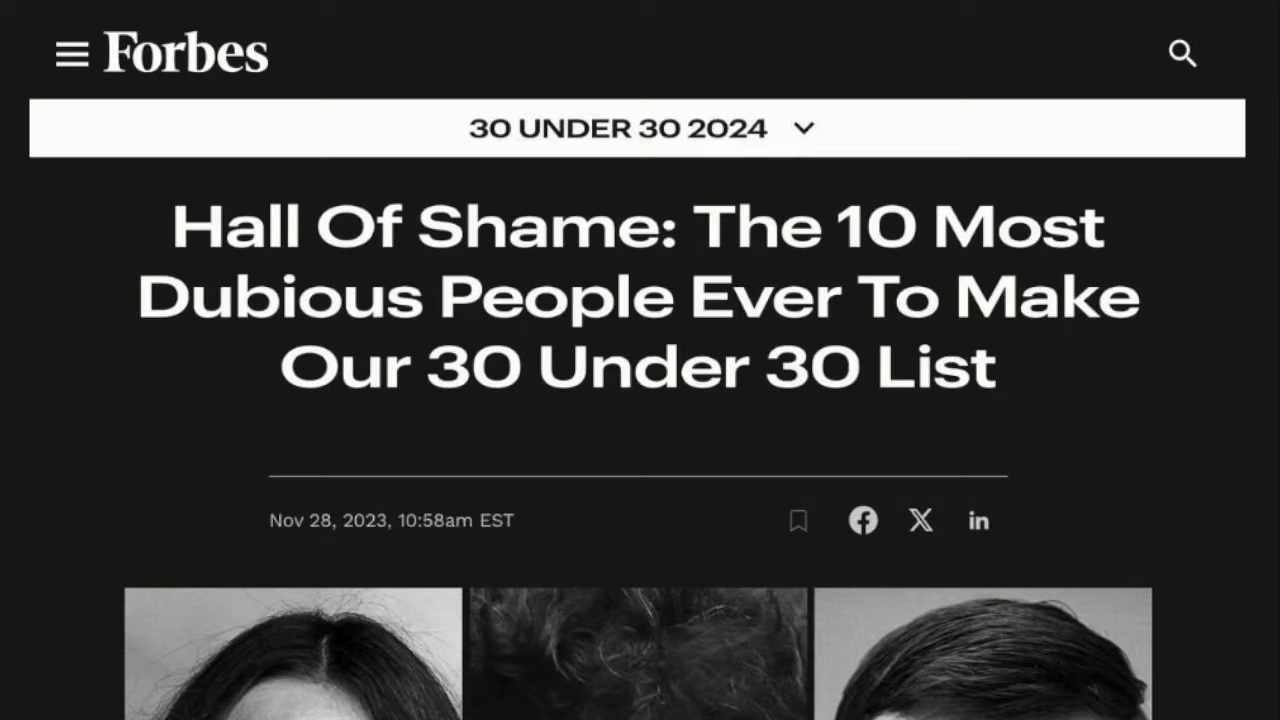 Forbes
30 UNDER 30 2024
Hall Of Shame: The 10 Most
Dubious People Ever To Make
Our 30 Under 30 List
Nov 28, 2023, 10:58am EST